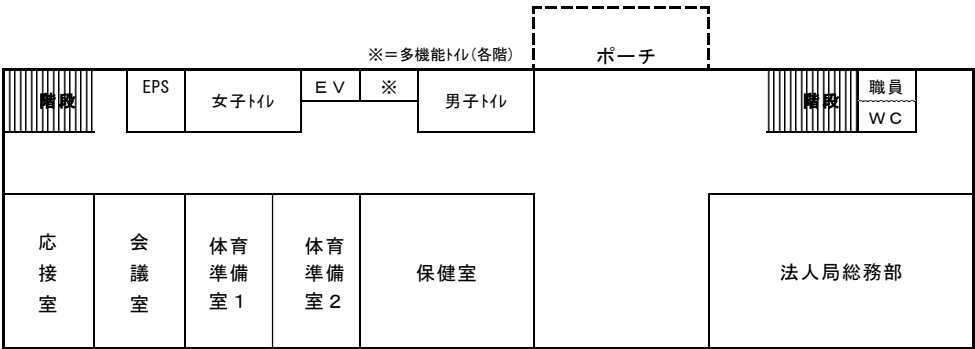 ※＝多機能ﾄｲﾚ(各階)
ポーチ
階段
EPS
女子ﾄｲﾚ
ＥＶ
※
男子ﾄｲﾚ
階段
職員
ＷＣ
応接室
会議室
体育
準備
室１
体育
準備
室２
保健室
法人局総務部